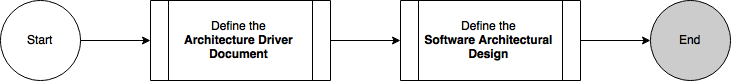 Start
Define the
Architecture Driver
Document
Define the
Software Architectural
Design
End